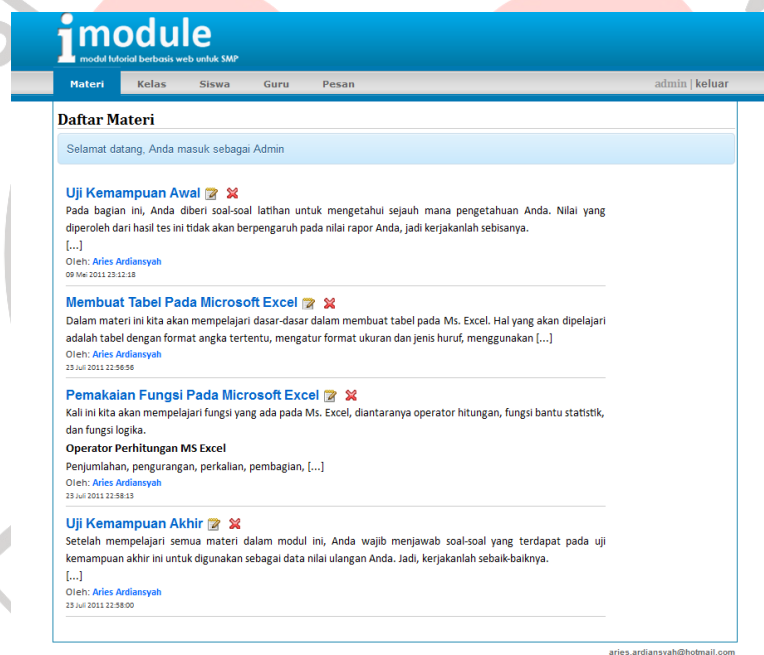 imodule
modul tutorial berbasis web untuk SMP
Materi Kelas Siswa Guru Pesan admin | keluar
Daftar Materi
Selamat datang, Anda masuk sebagai Admin
Uji Kemampuan Awal
Pada bagian ini, Anda diberi soal-soal latihan untuk mengetahui sejauh mana pengetahuan Anda. Nilai yang
diperoleh dari hasil tes ini tidak akan berpengaruh pada nilai rapor Anda, jadi kerjakanlah sebisanya.
[...]
Oleh: Aries Ardiansyah
09 Mei 2011 23:12:18
Membuat Tabel Pada Microsoft Excel
Dalam materi ini kita akan mempelajari dasar-dasar dalam membuat tabel pada Ms. Excel. Hal yang akan dipelajari
adalah tabel dengan format angka tertentu, mengatur format ukuran dan jenis huruf, menggunakan [...]
Oleh: Aries Ardiansyah
23 Juli 2011 22:56:56
Pemakaian Fungsi Pada Microsoft Excel
Kali ini kita akan mempelajari fungsi yang ada pada Ms. Excel, diantaranya operator hitungan, fungsi bantu statistik,
dan fungsi logika.
Operator Perhitungan MS Excel
Penjumlahan, pengurangan, perkalian, pembagian, [...]
Oleh: Aries Ardiansyah
23 Juli 2011 22:58:13
Uji Kemampuan Akhir
Setelah mempelajari semua materi dalam modul ini, Anda wajib menjawab soal-soal yang terdapat pada uji
kemampuan akhir ini untuk digunakan sebagai data nilai ulangan Anda. Jadi, kerjakanlah sebaik-baiknya.
[...]
Oleh: Aries Ardiansyah
23 Juli 2011 22:58:00
aries.ardiansyah@hotmail.com